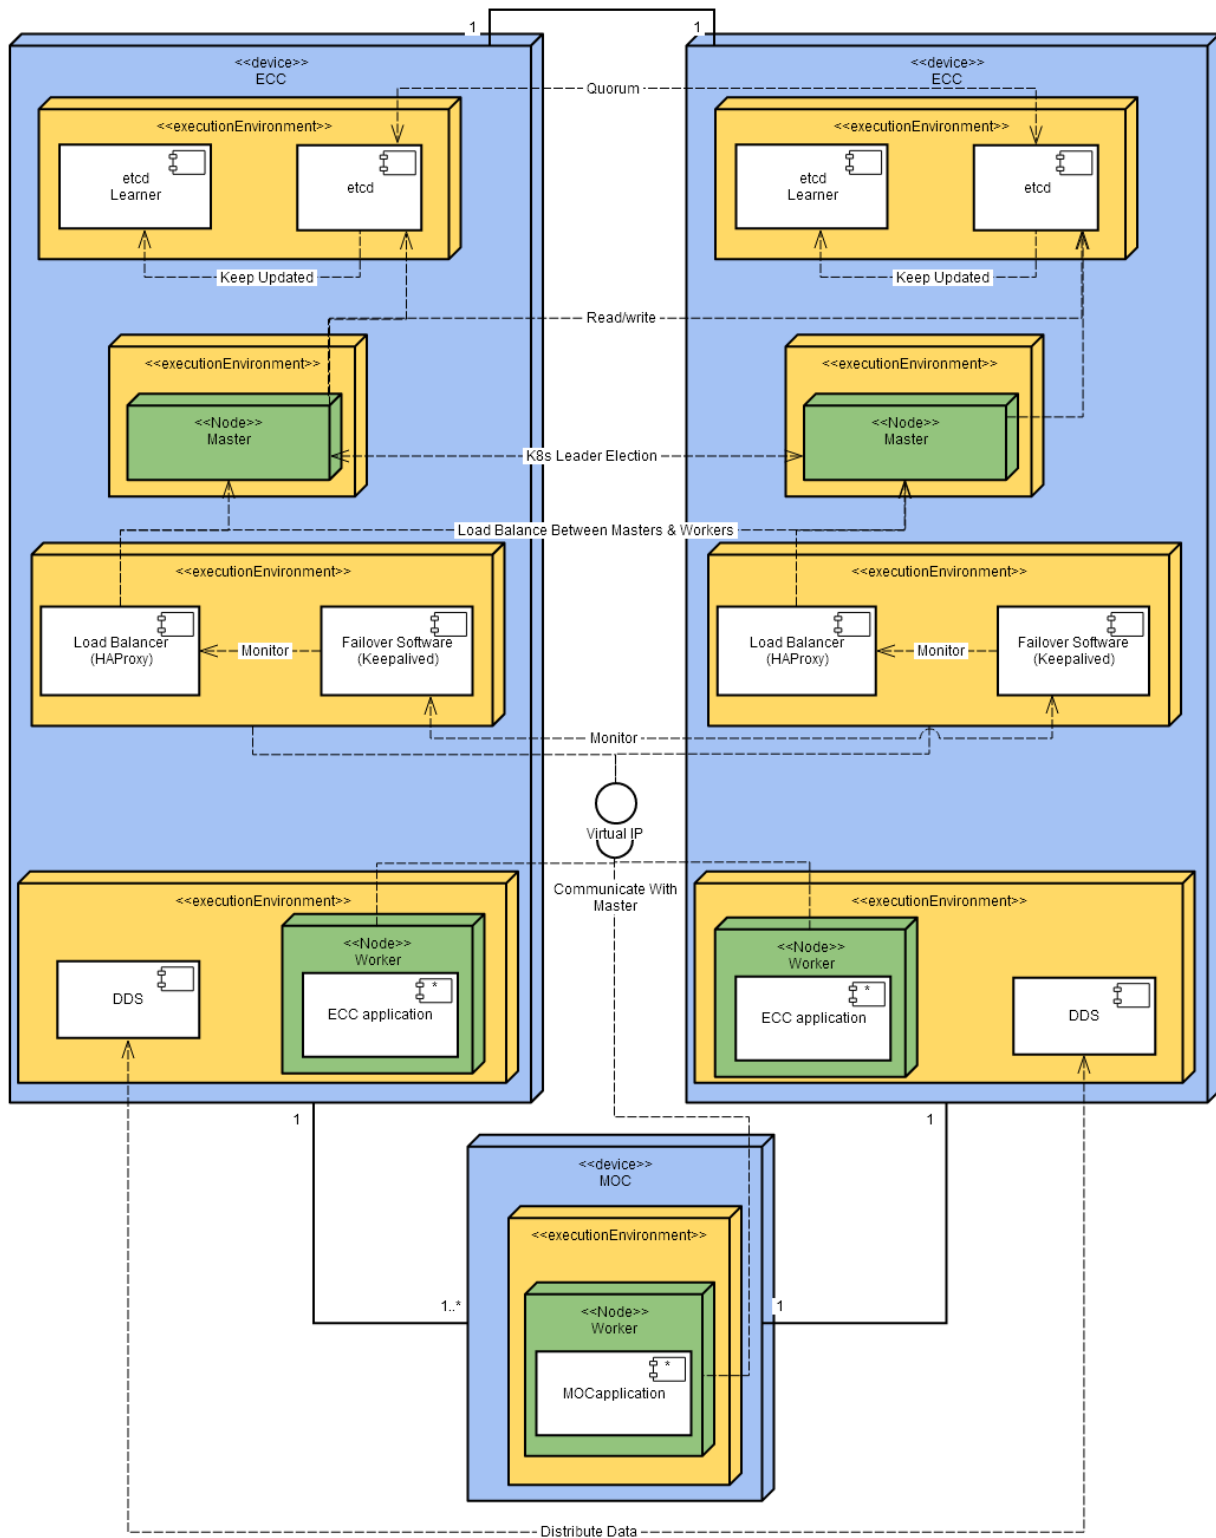 1
1
<<device>>
ECC
<<device>>
ECC
Quorum
<<executionEnvironment>>
<<executionEnvironment>>
etcd
Learner
etcd
etcd
Learner
etcd
Keep Updated
Keep Updated
Read/write
<<executionEnvironment>>
<<executionEnvironment>>
<<Node>>
Master
<<Node>>
Master
K8s Leader Election
Load Balance Between Masters & Workers
<<executionEnvironment>>
<<executionEnvironment>>
Load Balancer
(HAProxy)
Monitor
Failover Software
(Keepalived)
Load Balancer
(HAProxy)
Monitor
Failover Software
(Keepalived)
Monitor
Virtual IP
Communicate With
Master
<<executionEnvironment>>
<<executionEnvironment>>
<<Node>>
Worker
<<Node>>
Worker
DDS
*
ECC application
*
ECC application
DDS
1
1
<<device>>
MOC
<<executionEnvironment>>
1..*
1
<<Node>>
Worker
*
MOCapplication
Distribute Data